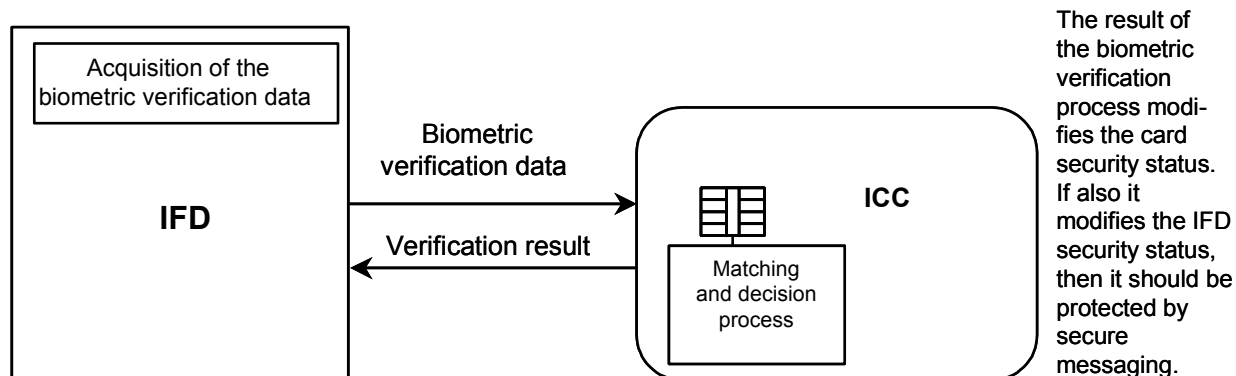 Acquisition of the
biometric verification data
IFD
Biometric
verification data
Verification result
ICC
Matching
and decision
process
The result of
the biometric
verification
process modi-
fies the card
security status.
If also it
modifies the IFD
security status,
then it should be
protected by
secure
messaging.